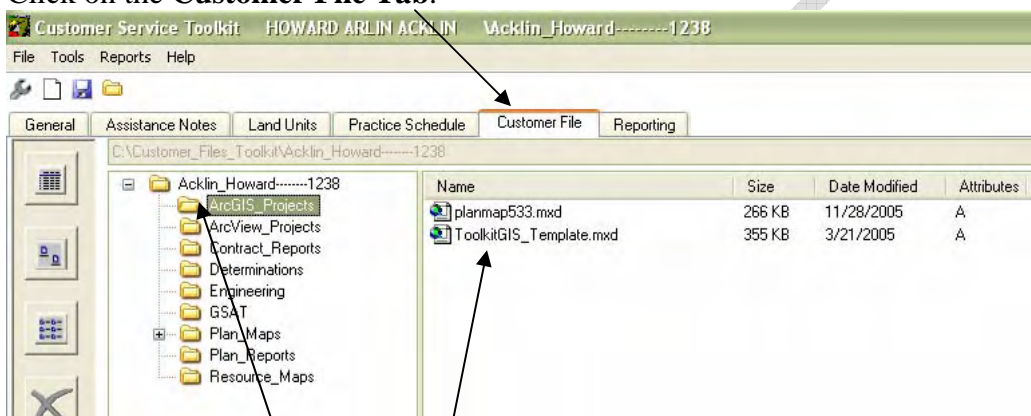 Click on the Customer File Tab.
Customer Service Toolkit HOWARD ARLIN ACKLIN \Acklin_Howard--------1238
File Tools Reports Help
General Assistance Notes Land Units Practice Schedule Customer File Reporting
C:\Customer_Files_Toolkit\Acklin_Howard--------1238
Acklin_Howard--------1238
ArcGIS_Projects
ArcView_Projects
Contract_Reports
Determinations
Engineering
GSAT
Plan_Maps
Plan_Reports
Resource_Maps
Name Size Date Modified Attributes
planmap533.mxd 266 KB 11/28/2005 A
ToolkitGIS_Template.mxd 355 KB 3/21/2005 A